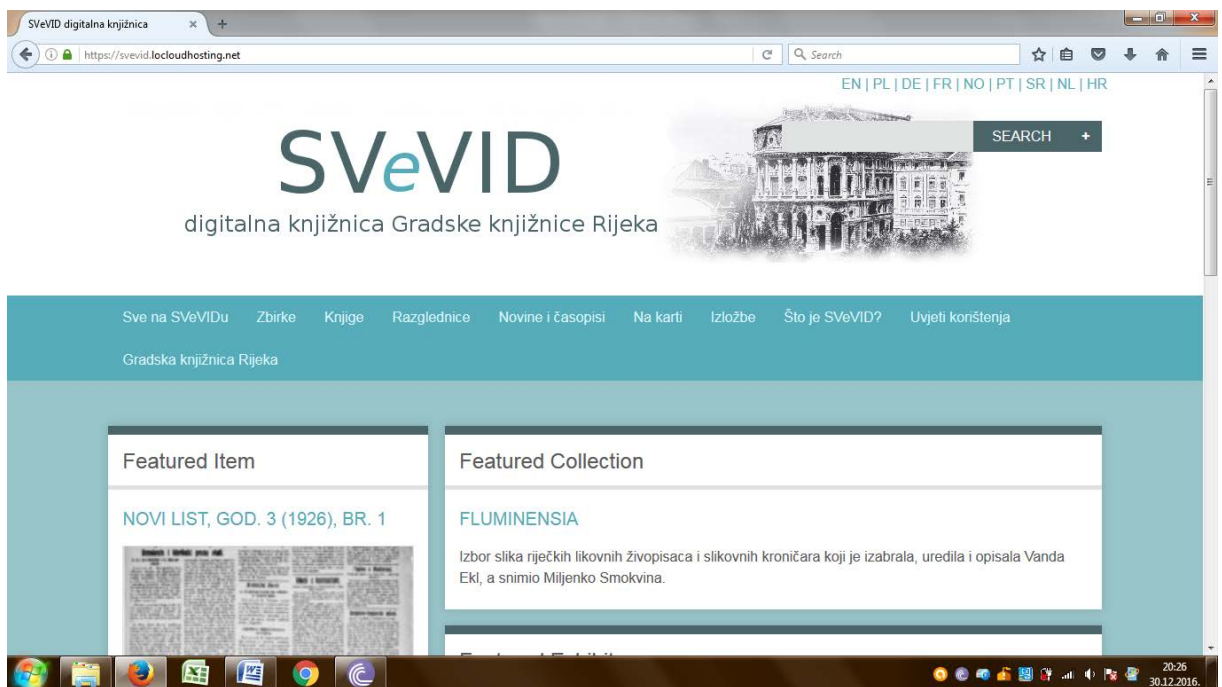 SVeVID digitalna knjižnica
https://svevid.locloudhosting.net
Search
EN | PL | DE | FR | NO | PT | SR | NL | HR
SEARCH +
SVeVID
digitalna knjižnica Gradske knjižnice Rijeka
Sve na SVeVIDu Zbirke Knjige Razglednice Novine i časopisi Na karti Izložbe Što je SVeVID? Uvjeti korištenja
Gradska knjižnica Rijeka
Featured Item
NOVI LIST, GOD. 3 (1926), BR. 1
Featured Collection
FLUMINENSIA
Izbor slika riječkih likovnih živopisaca i slikovnih kroničara koji je izabrala, uredila i opisala Vanda
Ekl, a snimio Miljenko Smokvina.
20:26
30.12.2016.